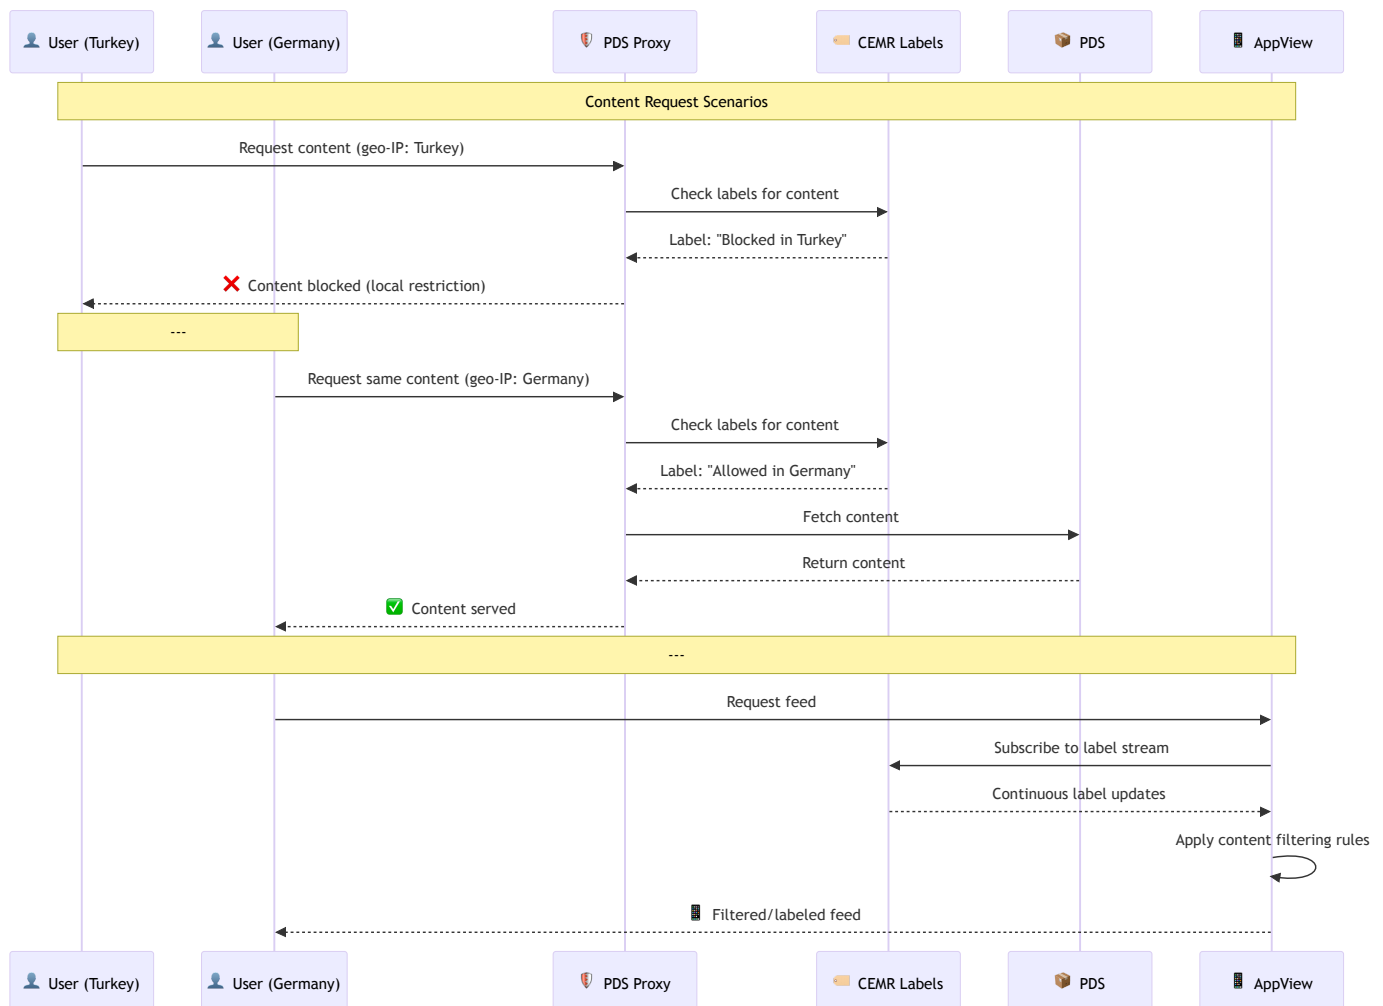 User (Turkey)
User (Germany)
PDS Proxy
CEMR Labels
PDS
AppView
Content Request Scenarios
Request content (geo-IP: Turkey)
Check labels for content
Label: "Blocked in Turkey"
Content blocked (local restriction)
---
Request same content (geo-IP: Germany)
Check labels for content
Label: "Allowed in Germany"
Fetch content
Return content
Content served
---
Request feed
Subscribe to label stream
Continuous label updates
Apply content filtering rules
Filtered/labeled feed
User (Turkey)
User (Germany)
PDS Proxy
CEMR Labels
PDS
AppView